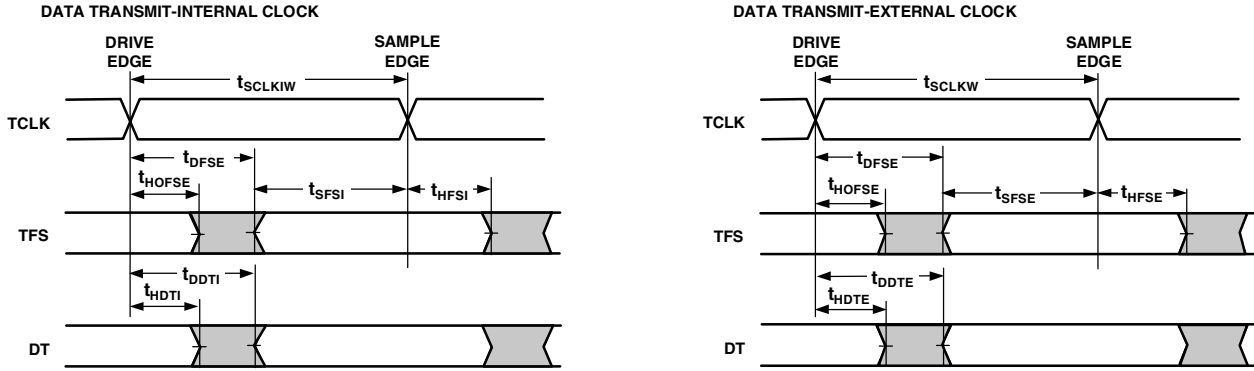 DATA TRANSMIT-INTERNAL CLOCK
DRIVE
EDGE
SAMPLE
EDGE
tSCLKIW
TCLK
tDFSE
tHOFSE
tSFSI
tHFSI
TFS
tDDTI
tHDTI
DT
DATA TRANSMIT-EXTERNAL CLOCK
DRIVE
EDGE
SAMPLE
EDGE
tSCLKW
TCLK
tDFSE
tHOFSE
tSFSE
tHFSE
TFS
tDDTE
tHDTE
DT